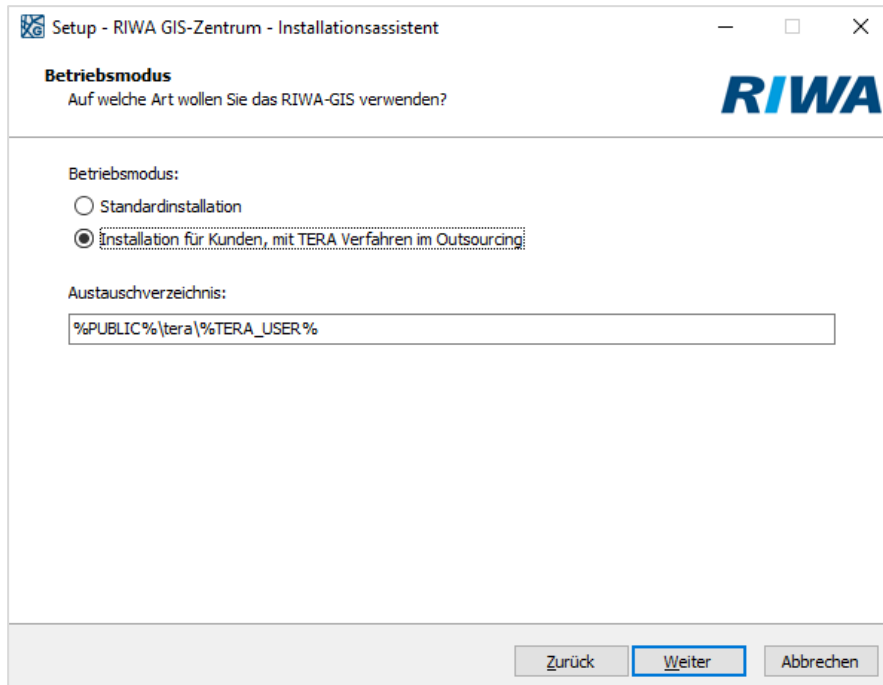 Setup - RIWA GIS-Zentrum - Installationsassistent
Betriebsmodus
Auf welche Art wollen Sie das RIWA-GIS verwenden?
RIWA
Betriebsmodus:
Standardinstallation
Installation für Kunden, mit TERA Verfahren im Outsourcing
Austauschverzeichnis:
%PUBLIC%\tera\%TERA_USER%
Zurück Weiter Abbrechen